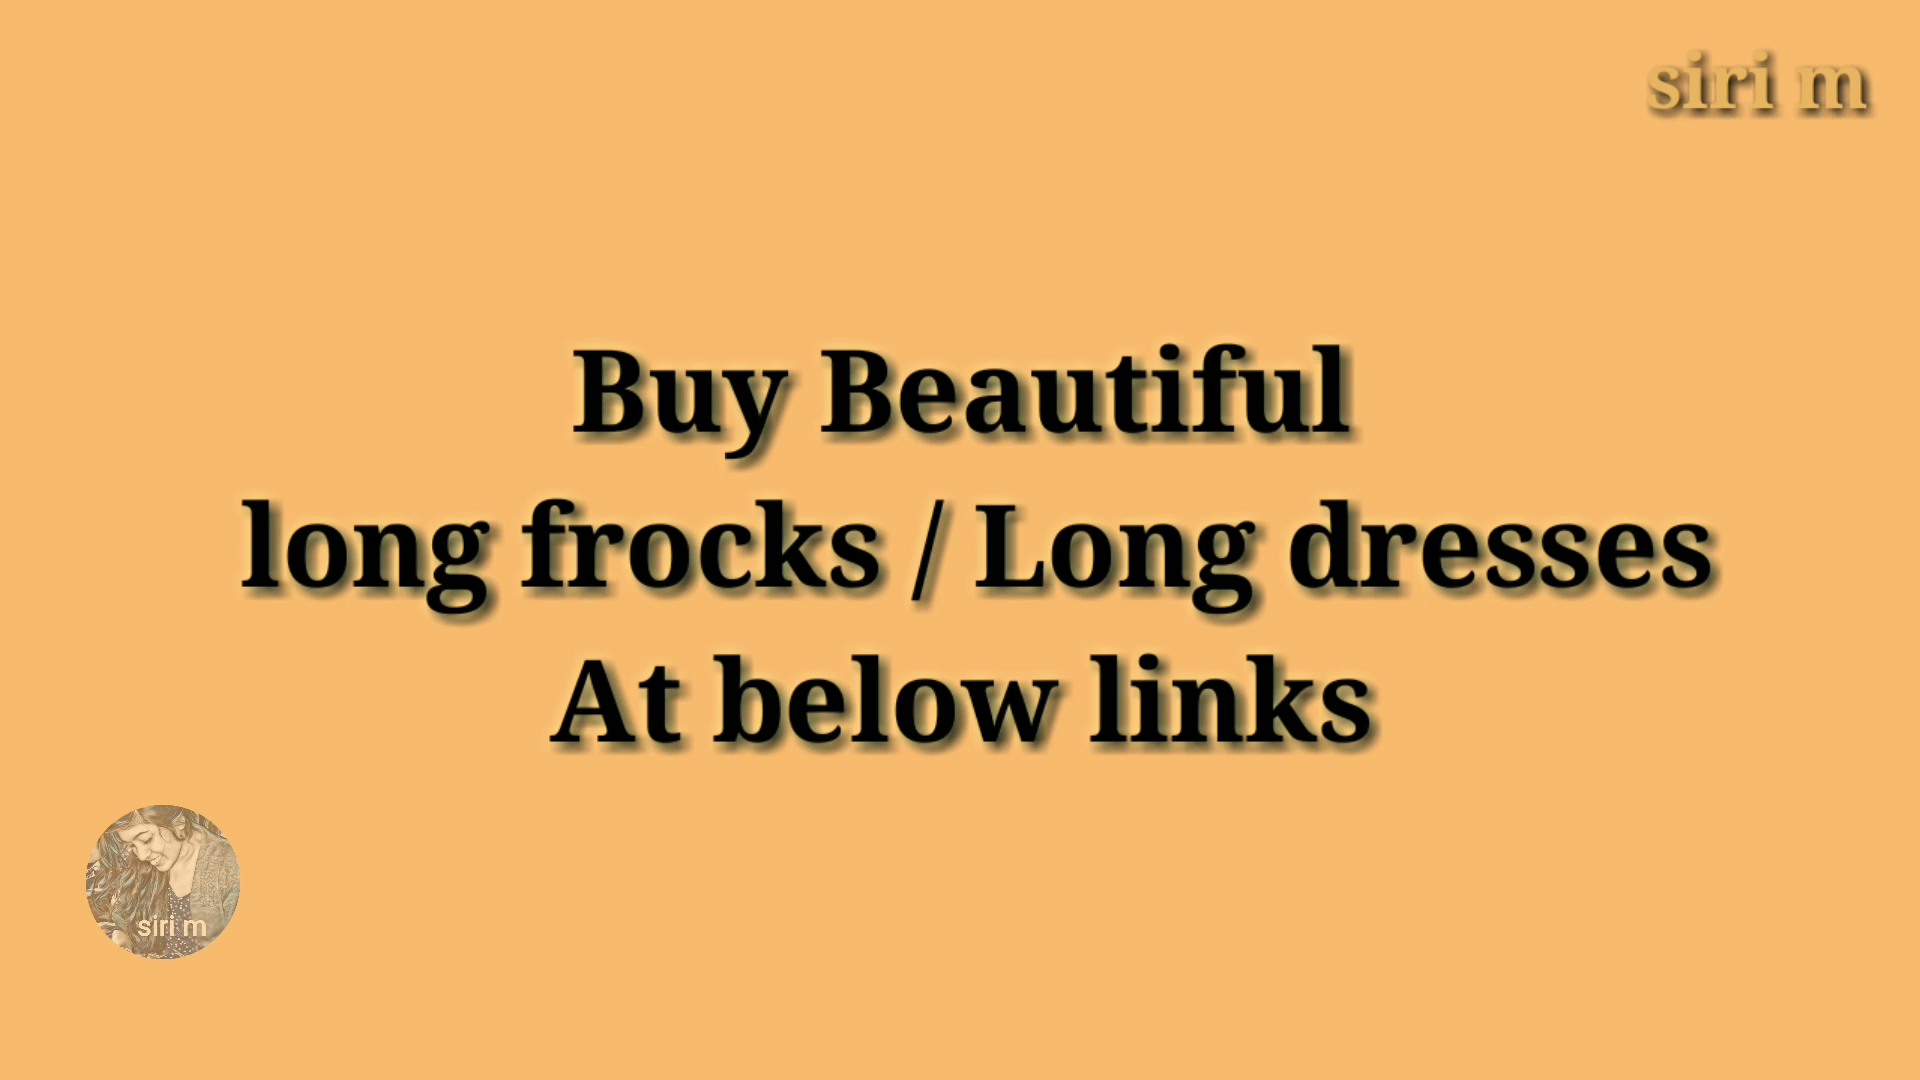 siri m
Buy Beautiful
long frocks / Long dresses
At below links
siri m